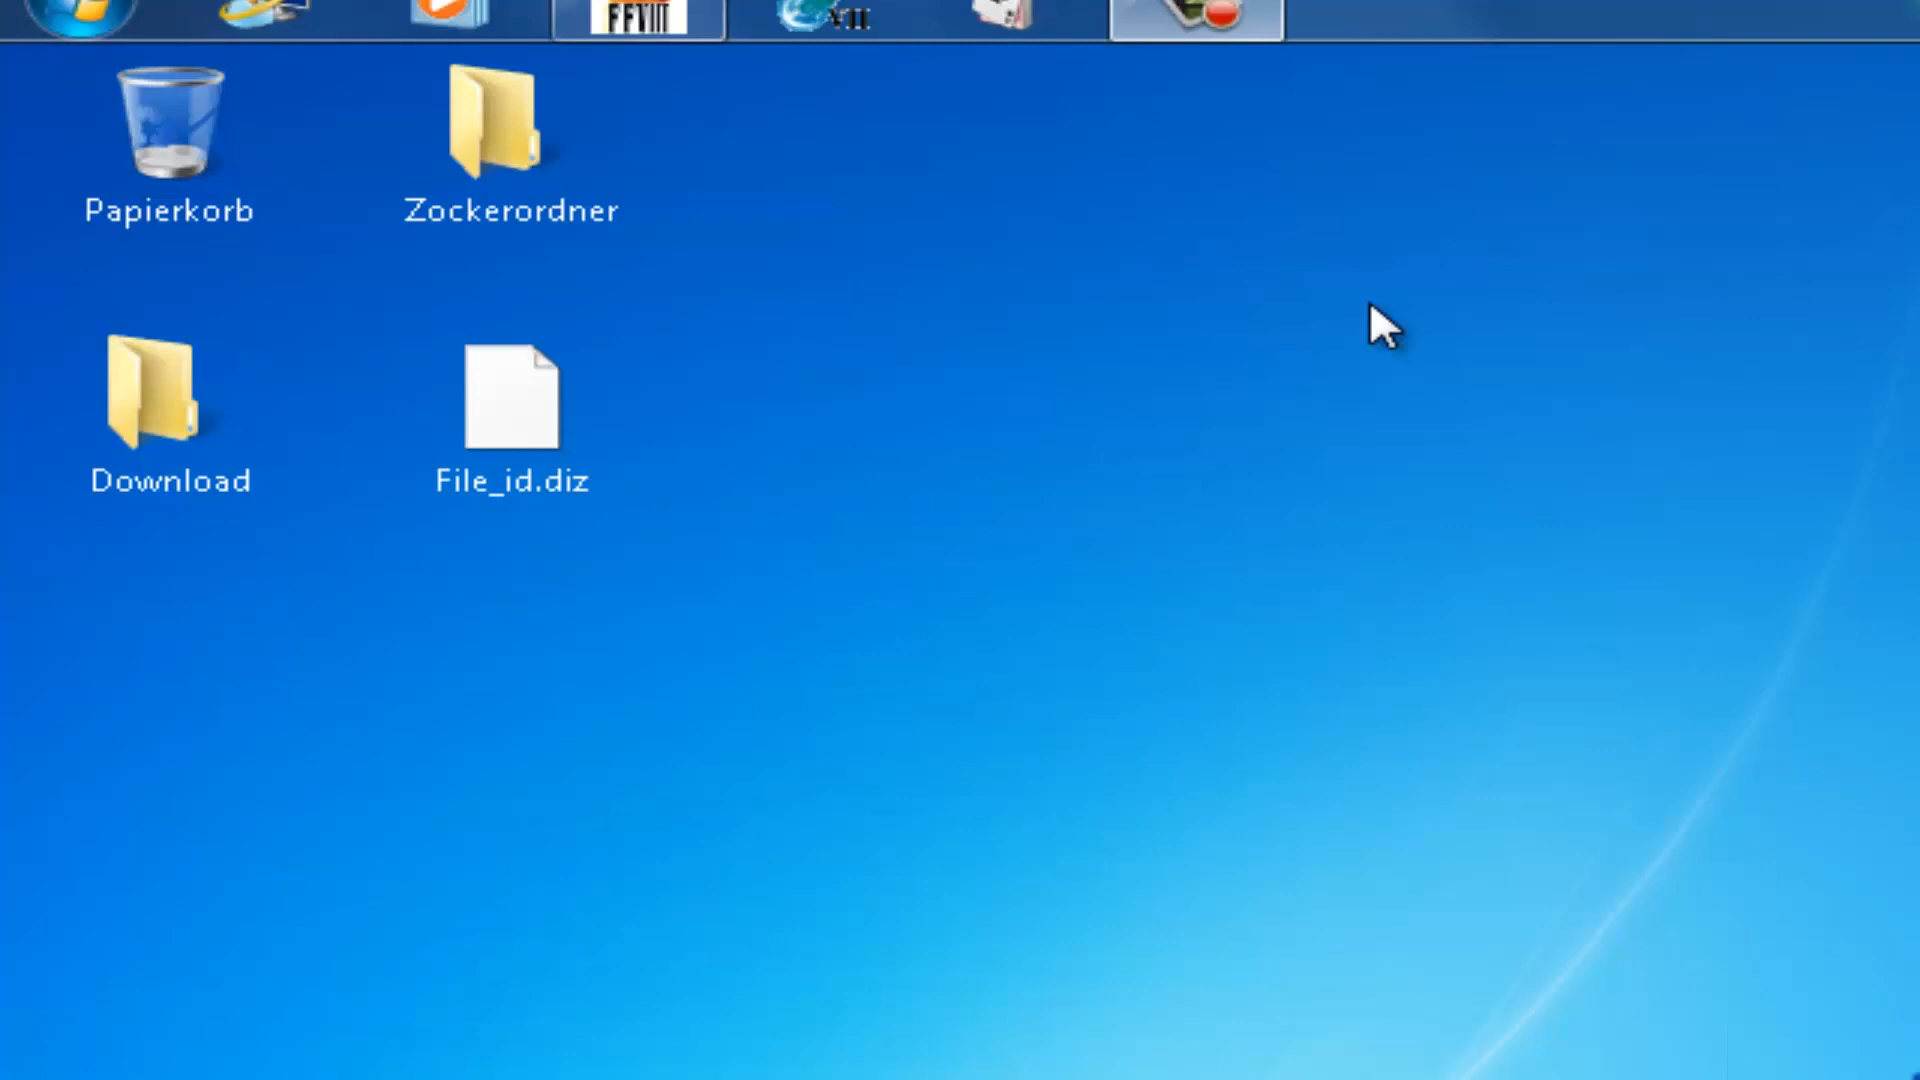 FFVIII
VII
Papierkorb
Zockerordner
Download
File_id.diz